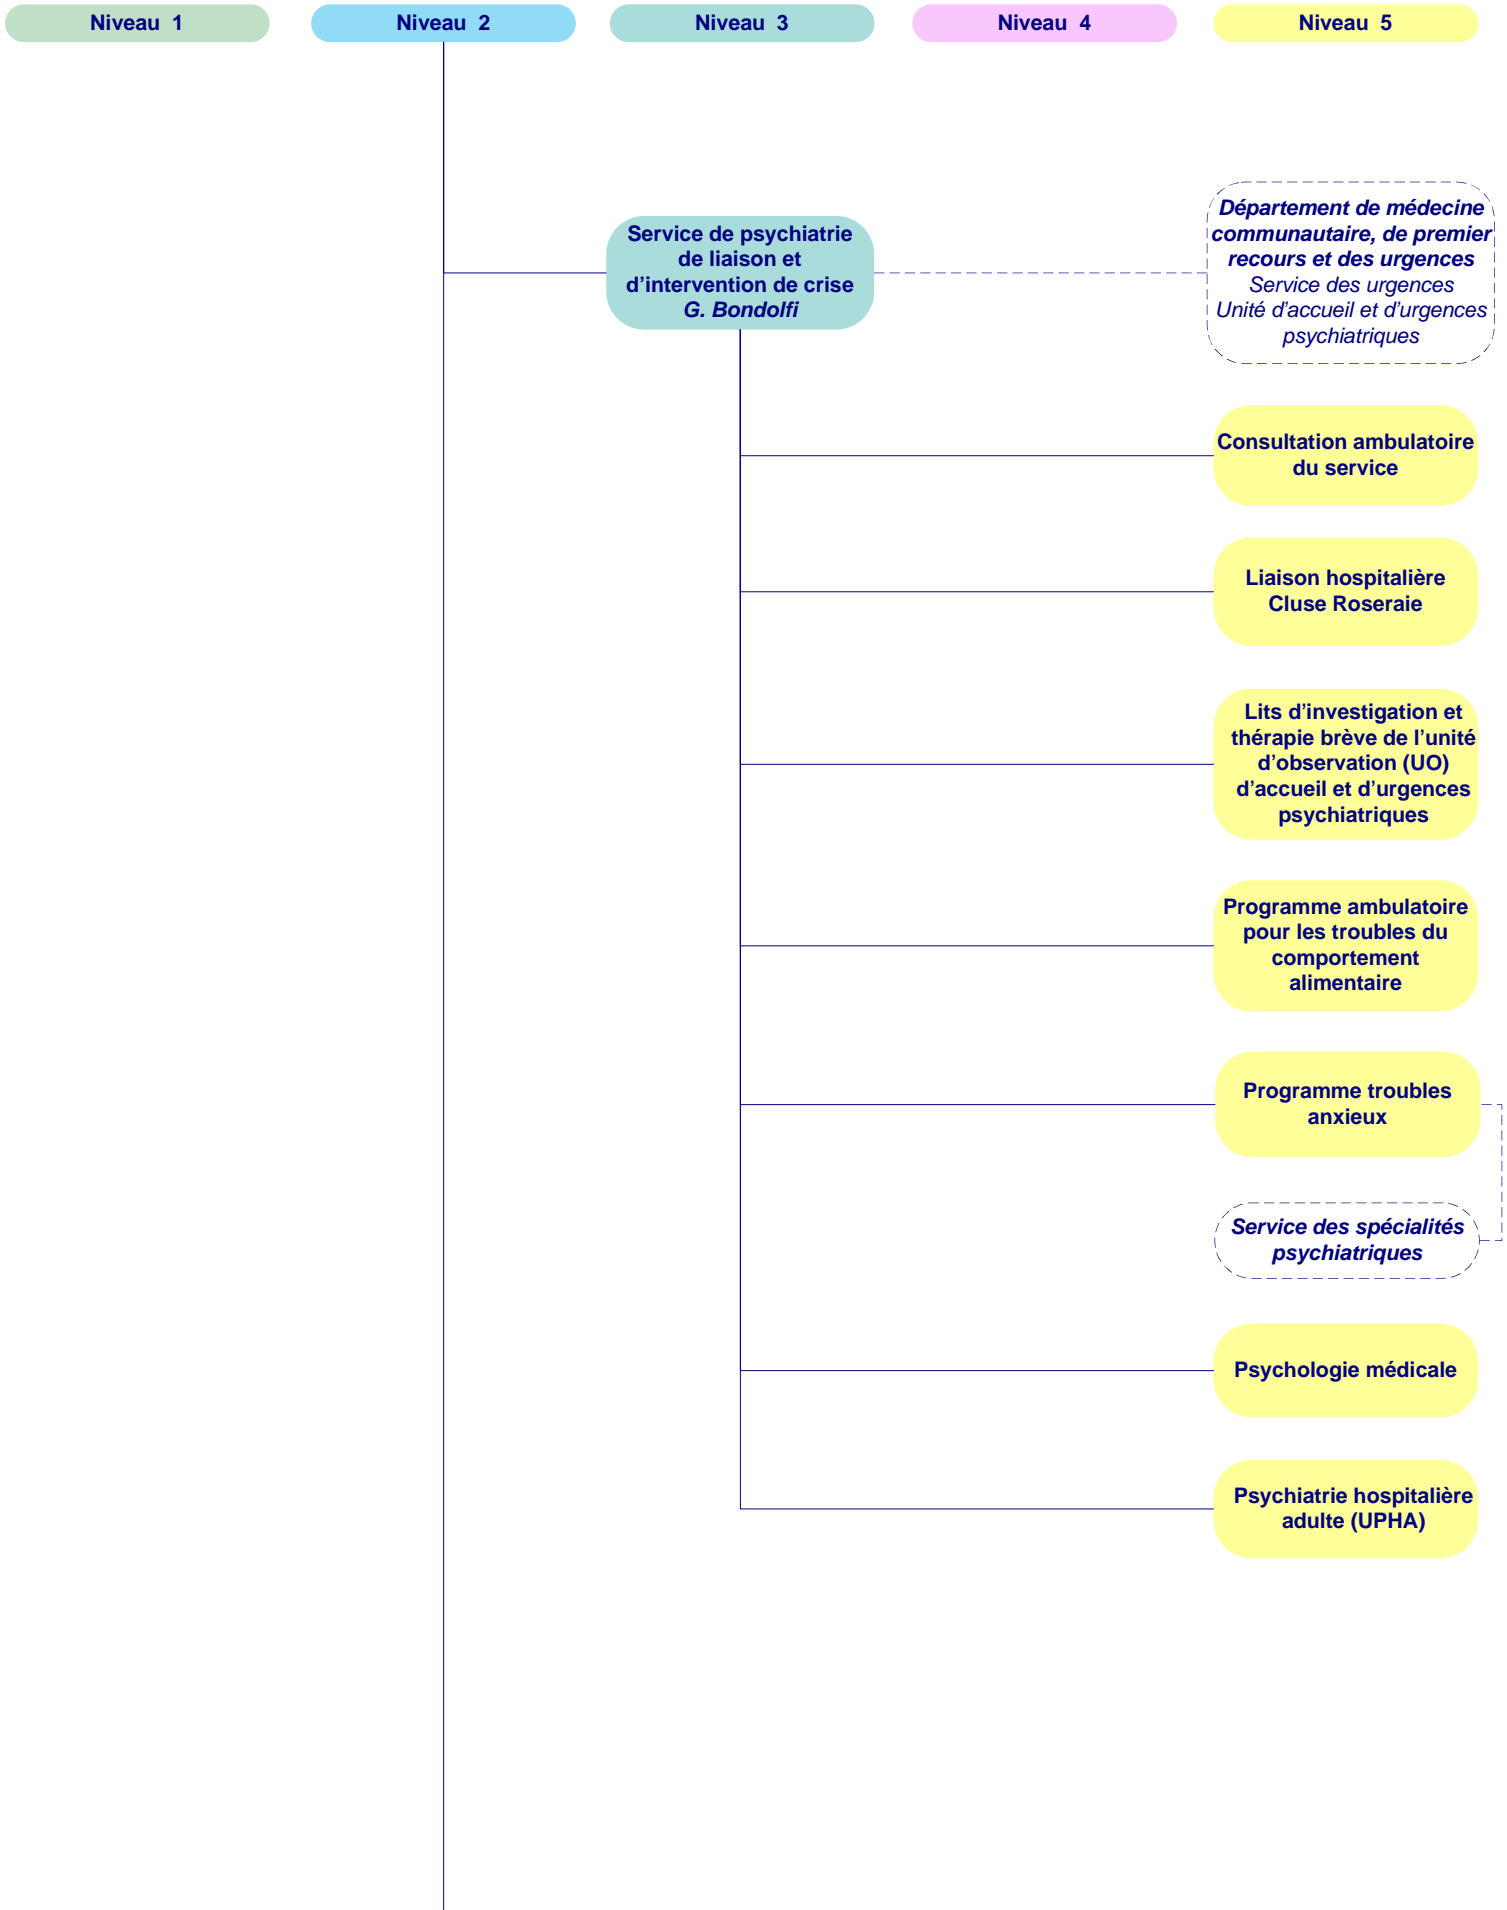 Niveau 1
Niveau 2
Niveau 3
Niveau 4
Niveau 5
Service de psychiatrie
de liaison et
d'intervention de crise
G. Bondolfi
Département de médecine
communautaire, de premier
recours et des urgences
Service des urgences
Unité d'accueil et d'urgences
psychiatriques
Consultation ambulatoire
du service
Liaison hospitalière
Cluse Roseraie
Lits d'investigation et
thérapie brève de l'unité
d'observation (UO)
d'accueil et d'urgences
psychiatriques
Programme ambulatoire
pour les troubles du
comportement
alimentaire
Programme troubles
anxieux
Service des spécialités
psychiatriques
Psychologie médicale
Psychiatrie hospitalière
adulte (UPHA)